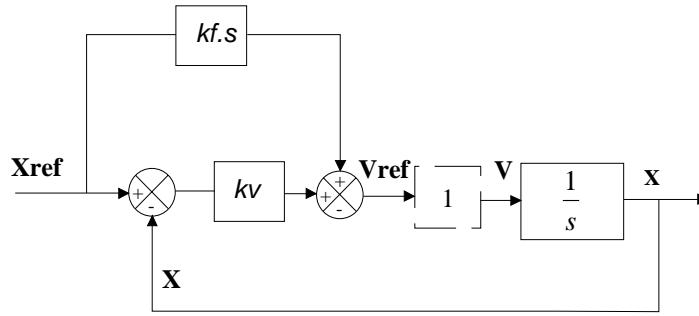 kf.s
Xref
+
-
kv
+
+
-
Vref
1
V
1
s
X
X